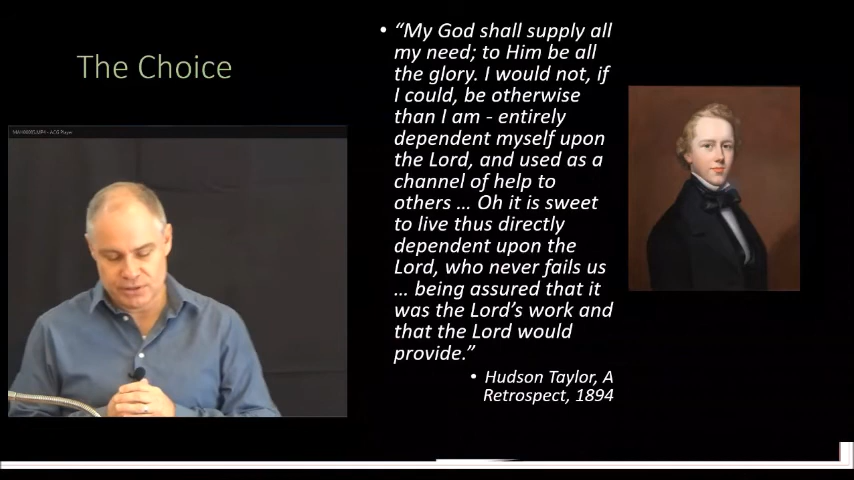 The Choice
• “My God shall supply all
my need; to Him be all
the glory. I would not, if
I could, be otherwise
than I am - entirely
dependent myself upon
the Lord, and used as a
channel of help to
others ... Oh it is sweet
to live thus directly
dependent upon the
Lord, who never fails us
... being assured that it
was the Lord’s work and
that the Lord would
provide.”
• Hudson Taylor, A
Retrospect, 1894